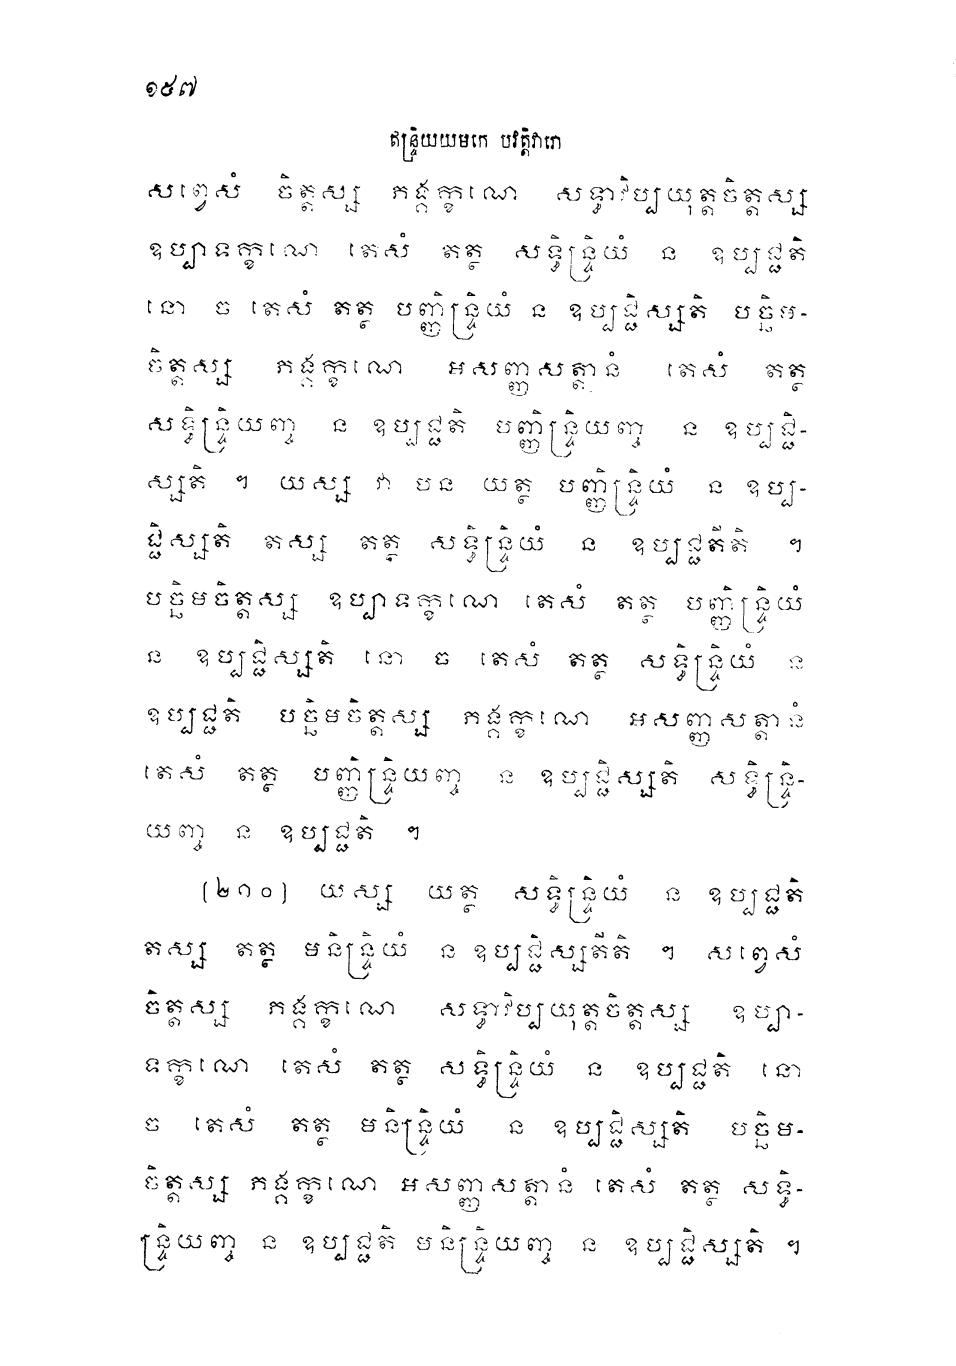 ១៥៧
ឥន្ទ្រិយយមកេ បវត្តិវារោ
សព្វេសំ ចិត្តស្ស ភង្គក្ខណេ សទ្ធាវិប្បយុត្តចិត្តស្ស
ឧប្បាទក្ខណេ តេសំ តត្ថ សទ្ធិន្ទ្រិយំ ន ឧប្បជ្ជតិ
នោ ច តេសំ តត្ថ បញ្ញិន្ទ្រិយំ ន ឧប្បជ្ជិស្សតិ បច្ឆិម-
ចិត្តស្ស ភង្គក្ខណេ អសញ្ញសត្តានំ តេសំ តត្ថ
សទ្ធិន្ទ្រិយញ្ច ន ឧប្បជ្ជតិ បញ្ញិន្ទ្រិយញ្ច ន ឧប្បជ្ជិ-
ស្សតិ ។ យស្ស វា បន យត្ថ បញ្ញិន្ទ្រិយំ ន ឧប្ប-
ជ្ជិស្សតិ តស្ស តត្ថ សទ្ធិន្ទ្រិយំ ន ឧប្បជ្ជតីតិ ។
បច្ឆិមចិត្តស្ស ឧប្បាទក្ខណេ តេសំ តត្ថ បញ្ញិន្ទ្រិយំ
ន ឧប្បជ្ជិស្សតិ នោ ច តេសំ តត្ថ សទ្ធិន្ទ្រិយំ ន
ឧប្បជ្ជតិ បច្ឆិមចិត្តស្ស ភង្គក្ខណេ អសញ្ញសត្តានំ
តេសំ តត្ថ បញ្ញិន្ទ្រិយញ្ច ន ឧប្បជ្ជិស្សតិ សទ្ធិន្ទ្រិ-
យញ្ច ន ឧប្បជ្ជតិ ។
(២១០) យស្ស យត្ថ សទ្ធិន្ទ្រិយំ ន ឧប្បជ្ជតិ
តស្ស តត្ថ មនិន្ទ្រិយំ ន ឧប្បជ្ជិស្សតីតិ ។ សព្វេសំ
ចិត្តស្ស ភង្គក្ខណេ សទ្ធាវិប្បយុត្តចិត្តស្ស ឧប្បា-
ទក្ខណេ តេសំ តត្ថ សទ្ធិន្ទ្រិយំ ន ឧប្បជ្ជតិ នោ
ច តេសំ តត្ថ មនិន្ទ្រិយំ ន ឧប្បជ្ជិស្សតិ បច្ឆិម-
ចិត្តស្ស ភង្គក្ខណេ អសញ្ញសត្តានំ តេសំ តត្ថ សទ្ធិ-
ន្ទ្រិយញ្ច ន ឧប្បជ្ជតិ មនិន្ទ្រិយញ្ច ន ឧប្បជ្ជិស្សតិ ។